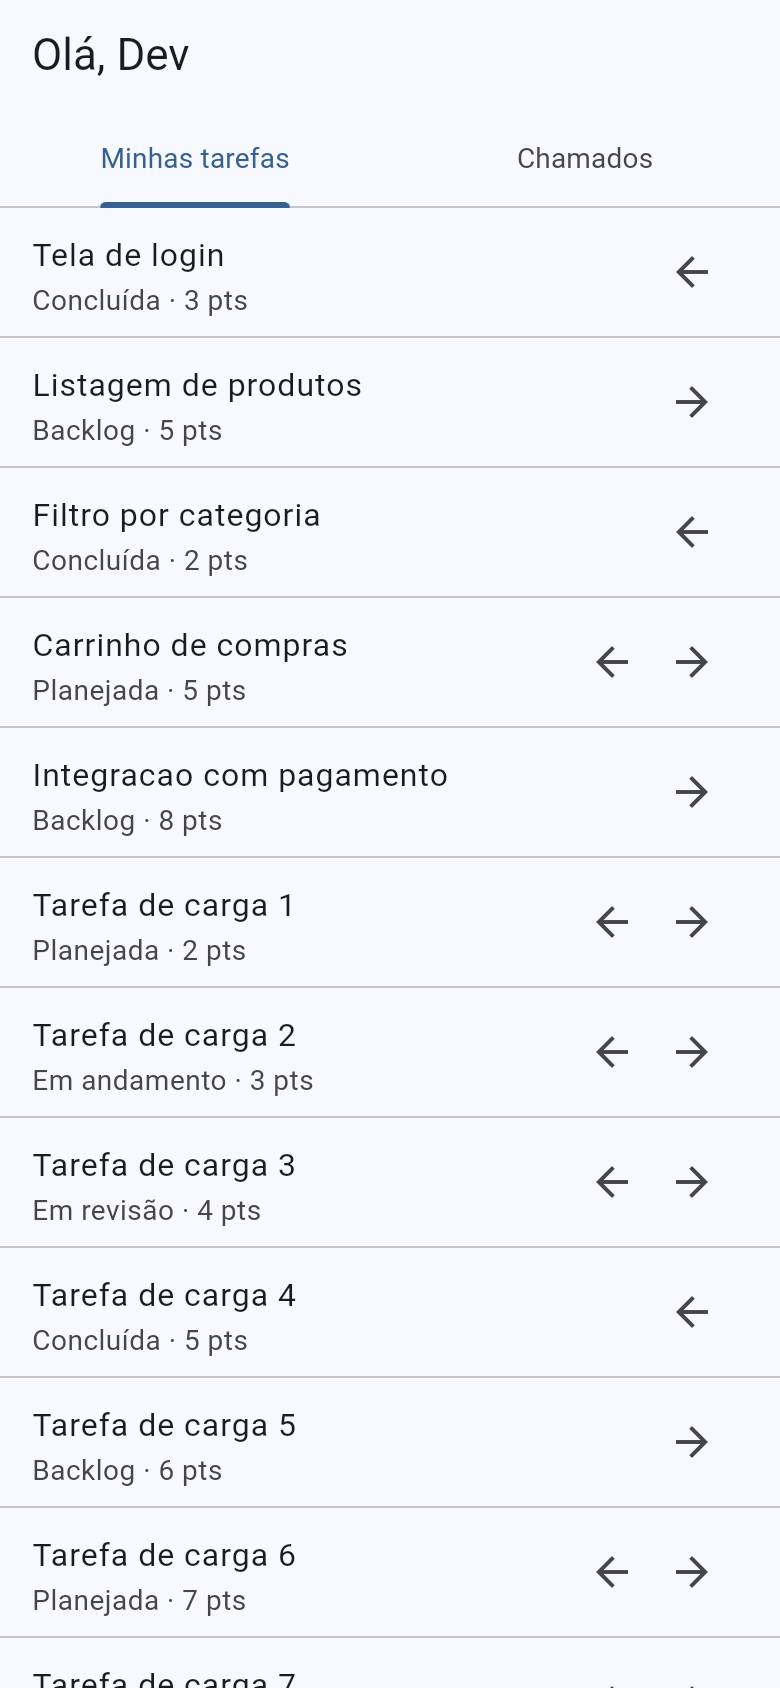 Olá, Dev
Minhas tarefas
Chamados
Tela de login
Concluída · 3 pts
Listagem de produtos
Backlog · 5 pts
Filtro por categoria
Concluída · 2 pts
Carrinho de compras
Planejada · 5 pts
Integracao com pagamento
Backlog · 8 pts
Tarefa de carga 1
Planejada · 2 pts
Tarefa de carga 2
Em andamento · 3 pts
Tarefa de carga 3
Em revisão · 4 pts
Tarefa de carga 4
Concluída · 5 pts
Tarefa de carga 5
Backlog · 6 pts
Tarefa de carga 6
Planejada · 7 pts
Tarefa de carga 7